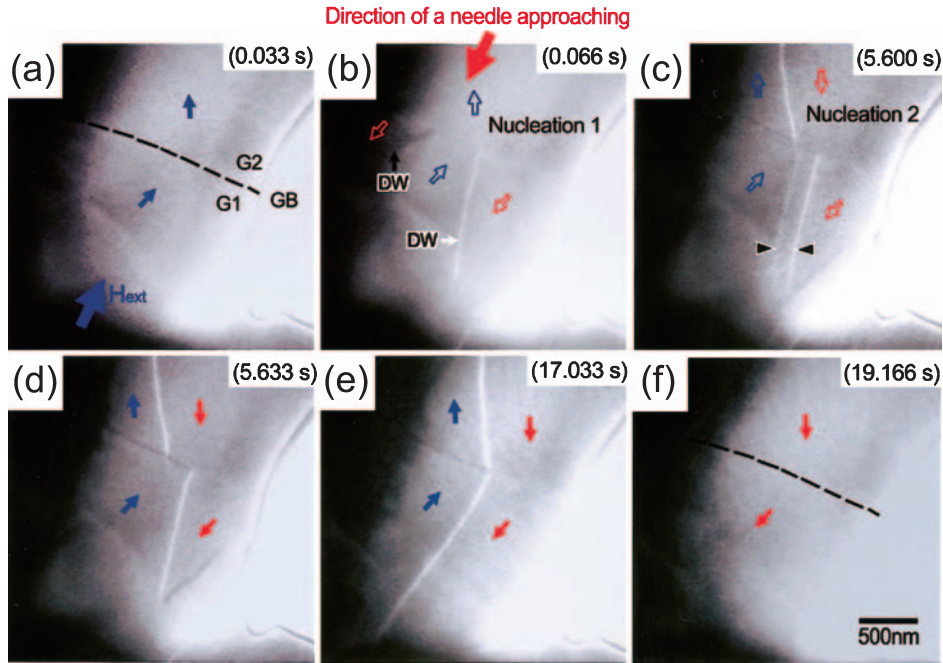 Direction of a needle approaching
(a)
(0.033 s)
G2
G1
GB
Hext
(b)
(0.066 s)
Nucleation 1
DW
DW
(c)
(5.600 s)
Nucleation 2
(d)
(5.633 s)
(e)
(17.033 s)
(f)
(19.166 s)
500nm